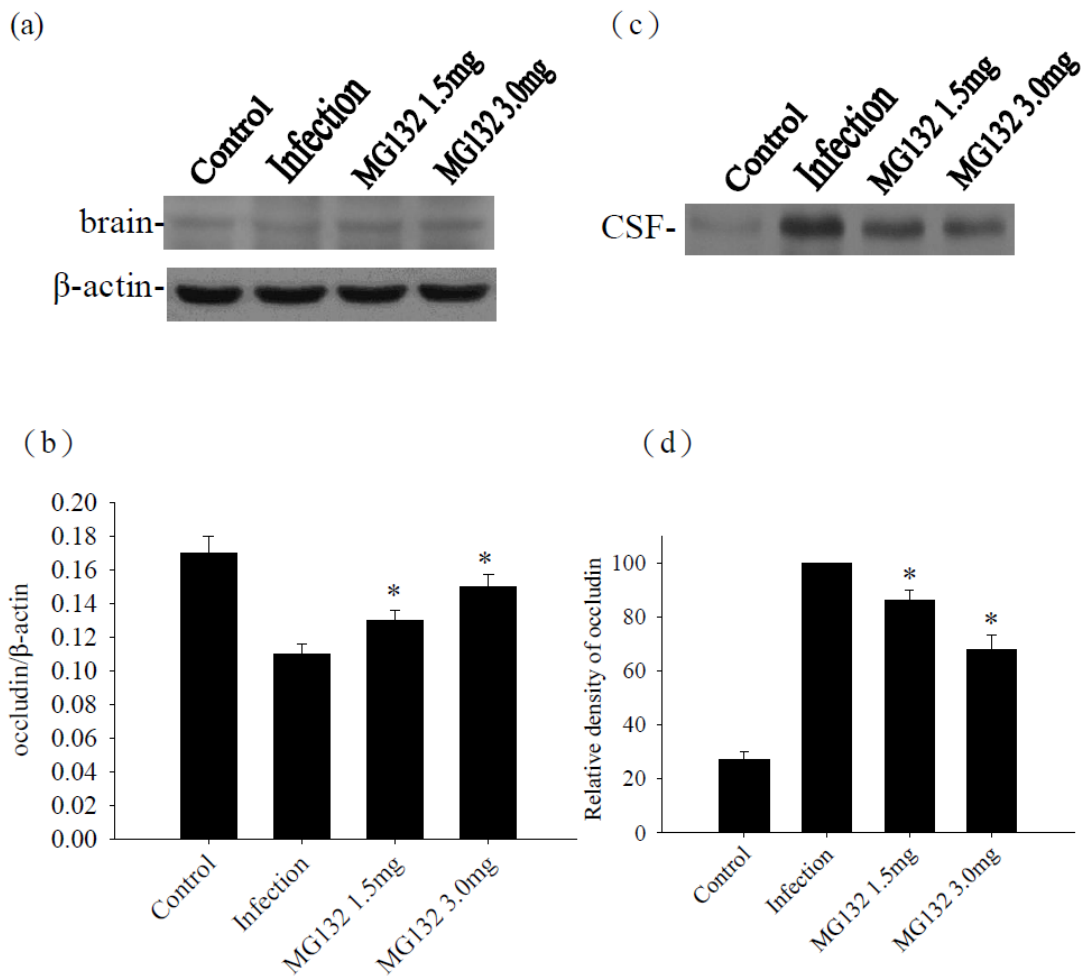 (a)
Control
Infection
MG132 1.5mg
MG132 3.0mg
brain-
β-actin-
（c）
Control
Infection
MG132 1.5mg
MG132 3.0mg
CSF-
（b）
occludin/β-actin
0.20
0.18
0.16
0.14
0.12
0.10
0.08
0.06
0.04
0.02
0.00
*
*
Control
Infection
MG132 1.5mg
MG132 3.0mg
（d）
Relative density of occludin
100
80
60
40
20
0
*
*
Control
Infection
MG132 1.5mg
MG132 3.0mg